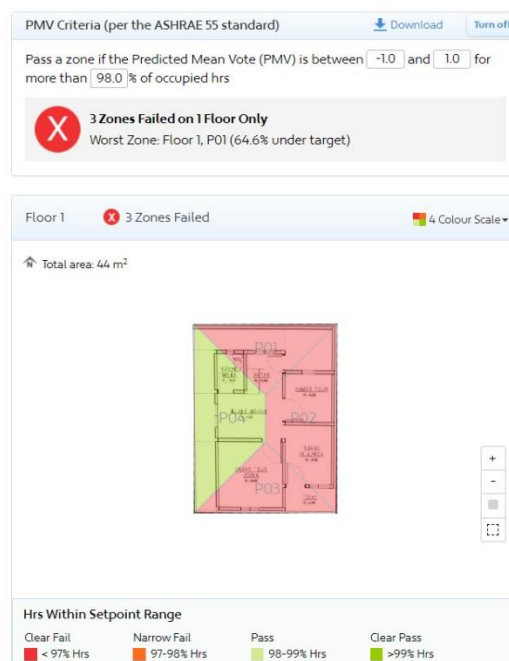 PMV Criteria (per the ASHRAE 55 standard)
Download
Turn off
Pass a zone if the Predicted Mean Vote (PMV) is between -1.0 and 1.0 for
more than 98.0 % of occupied hrs
X
3 Zones Failed on 1 Floor Only
Worst Zone: Floor 1, P01 (64.6% under target)
Floor 1
X 3 Zones Failed
4 Colour Scale
N Total area: 44 m²
P01
P04
P02
P03
+
-
Hrs Within Setpoint Range
Clear Fail Narrow Fail Pass Clear Pass
< 97% Hrs 97-98% Hrs 98-99% Hrs >99% Hrs